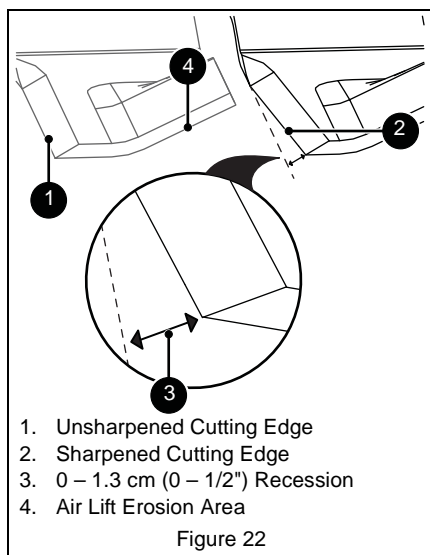 4
2
1
3
1. Unsharpened Cutting Edge
2. Sharpened Cutting Edge
3. 0 – 1.3 cm (0 – 1/2") Recession
4. Air Lift Erosion Area
Figure 22